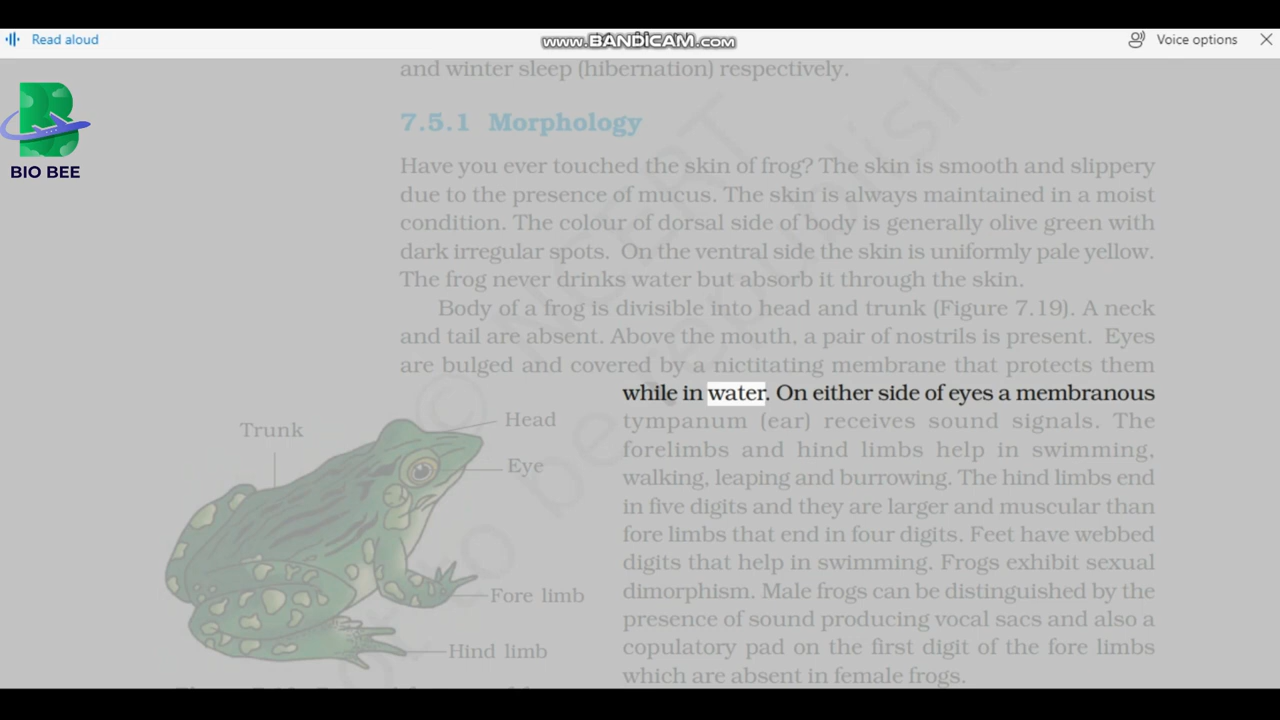 Read aloud
www.BANDICAM.com
Voice options
BIO BEE
and winter sleep (hibernation) respectively.
7.5.1 Morphology
Have you ever touched the skin of frog? The skin is smooth and slippery
due to the presence of mucus. The skin is always maintained in a moist
condition. The colour of dorsal side of body is generally olive green with
dark irregular spots. On the ventral side the skin is uniformly pale yellow.
The frog never drinks water but absorb it through the skin.
Body of a frog is divisible into head and trunk (Figure 7.19). A neck
and tail are absent. Above the mouth, a pair of nostrils is present. Eyes
are bulged and covered by a nictitating membrane that protects them
while in water. On either side of eyes a membranous
tympanum (ear) receives sound signals. The
forelimbs and hind limbs help in swimming,
walking, leaping and burrowing. The hind limbs end
in five digits and they are larger and muscular than
fore limbs that end in four digits. Feet have webbed
digits that help in swimming. Frogs exhibit sexual
dimorphism. Male frogs can be distinguished by the
presence of sound producing vocal sacs and also a
copulatory pad on the first digit of the fore limbs
which are absent in female frogs.
Trunk
Head
Eye
Fore limb
Hind limb